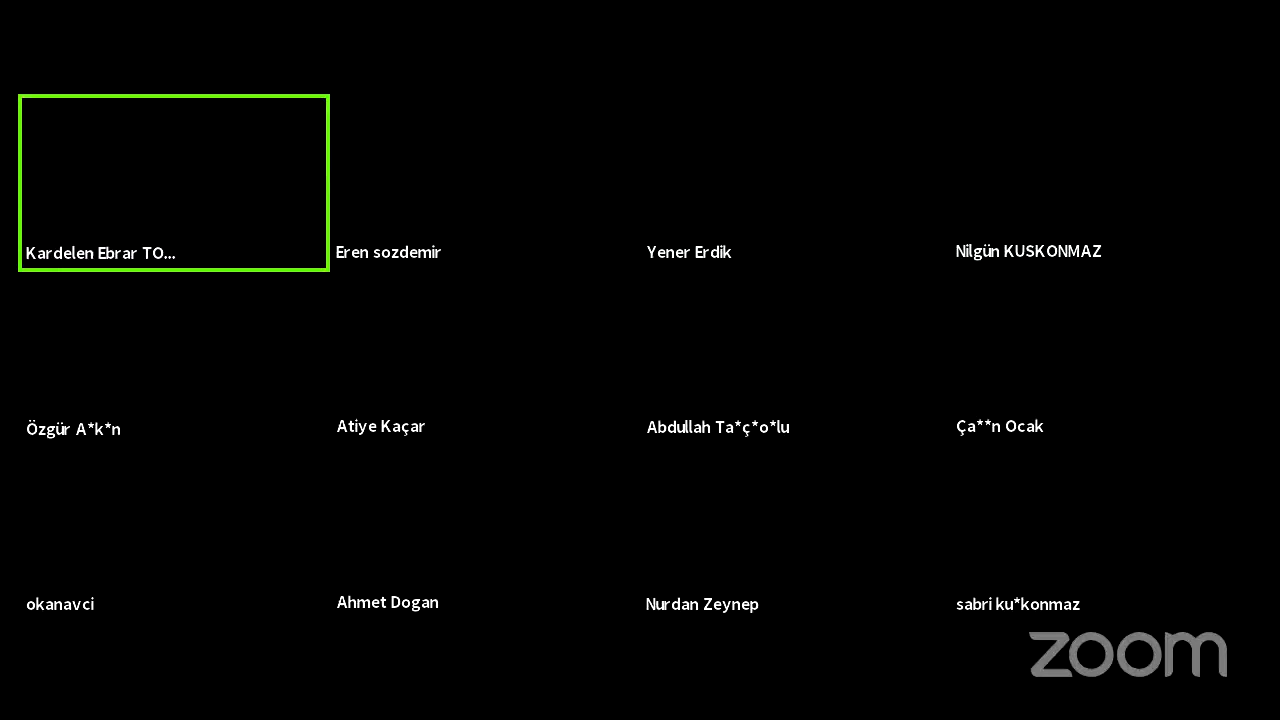 Kardelen Ebrar TO...
Eren sozdemir
Yener Erdik
Nilgün KUSKONMAZ
Özgür A*k*n
Atiye Kaçar
Abdullah Ta*ç*o*lu
Ça**n Ocak
okanavci
Ahmet Dogan
Nurdan Zeynep
sabri ku*konmaz
zoom